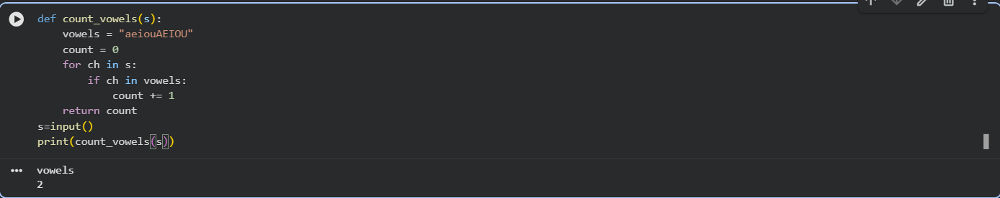 def count_vowels(s):
    vowels = "aeiouAEIOU"
    count = 0
    for ch in s:
        if ch in vowels:
            count += 1
    return count
s=input()
print(count_vowels(s))
vowels
2